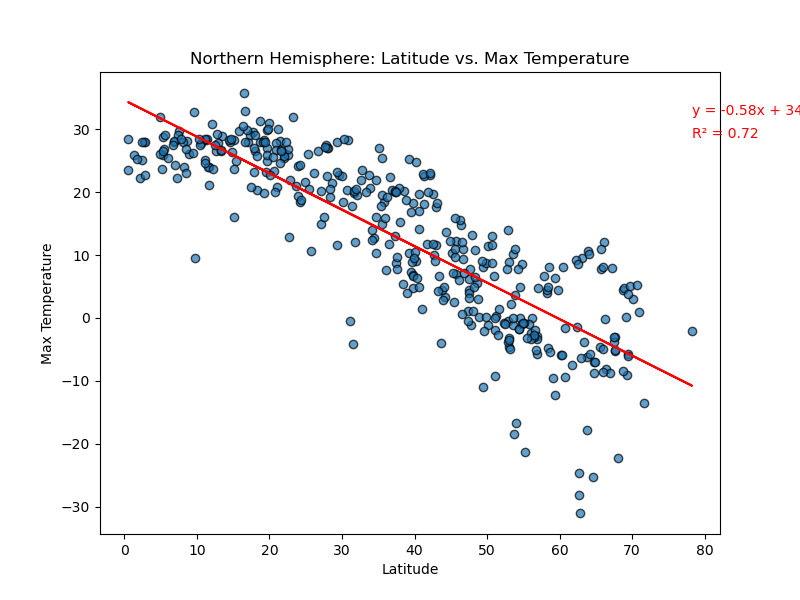 Northern Hemisphere: Latitude vs. Max Temperature
y = -0.58x + 34
R² = 0.72
Max Temperature
30
20
10
0
−10
−20
−30
0 10 20 30 40 50 60 70 80
Latitude